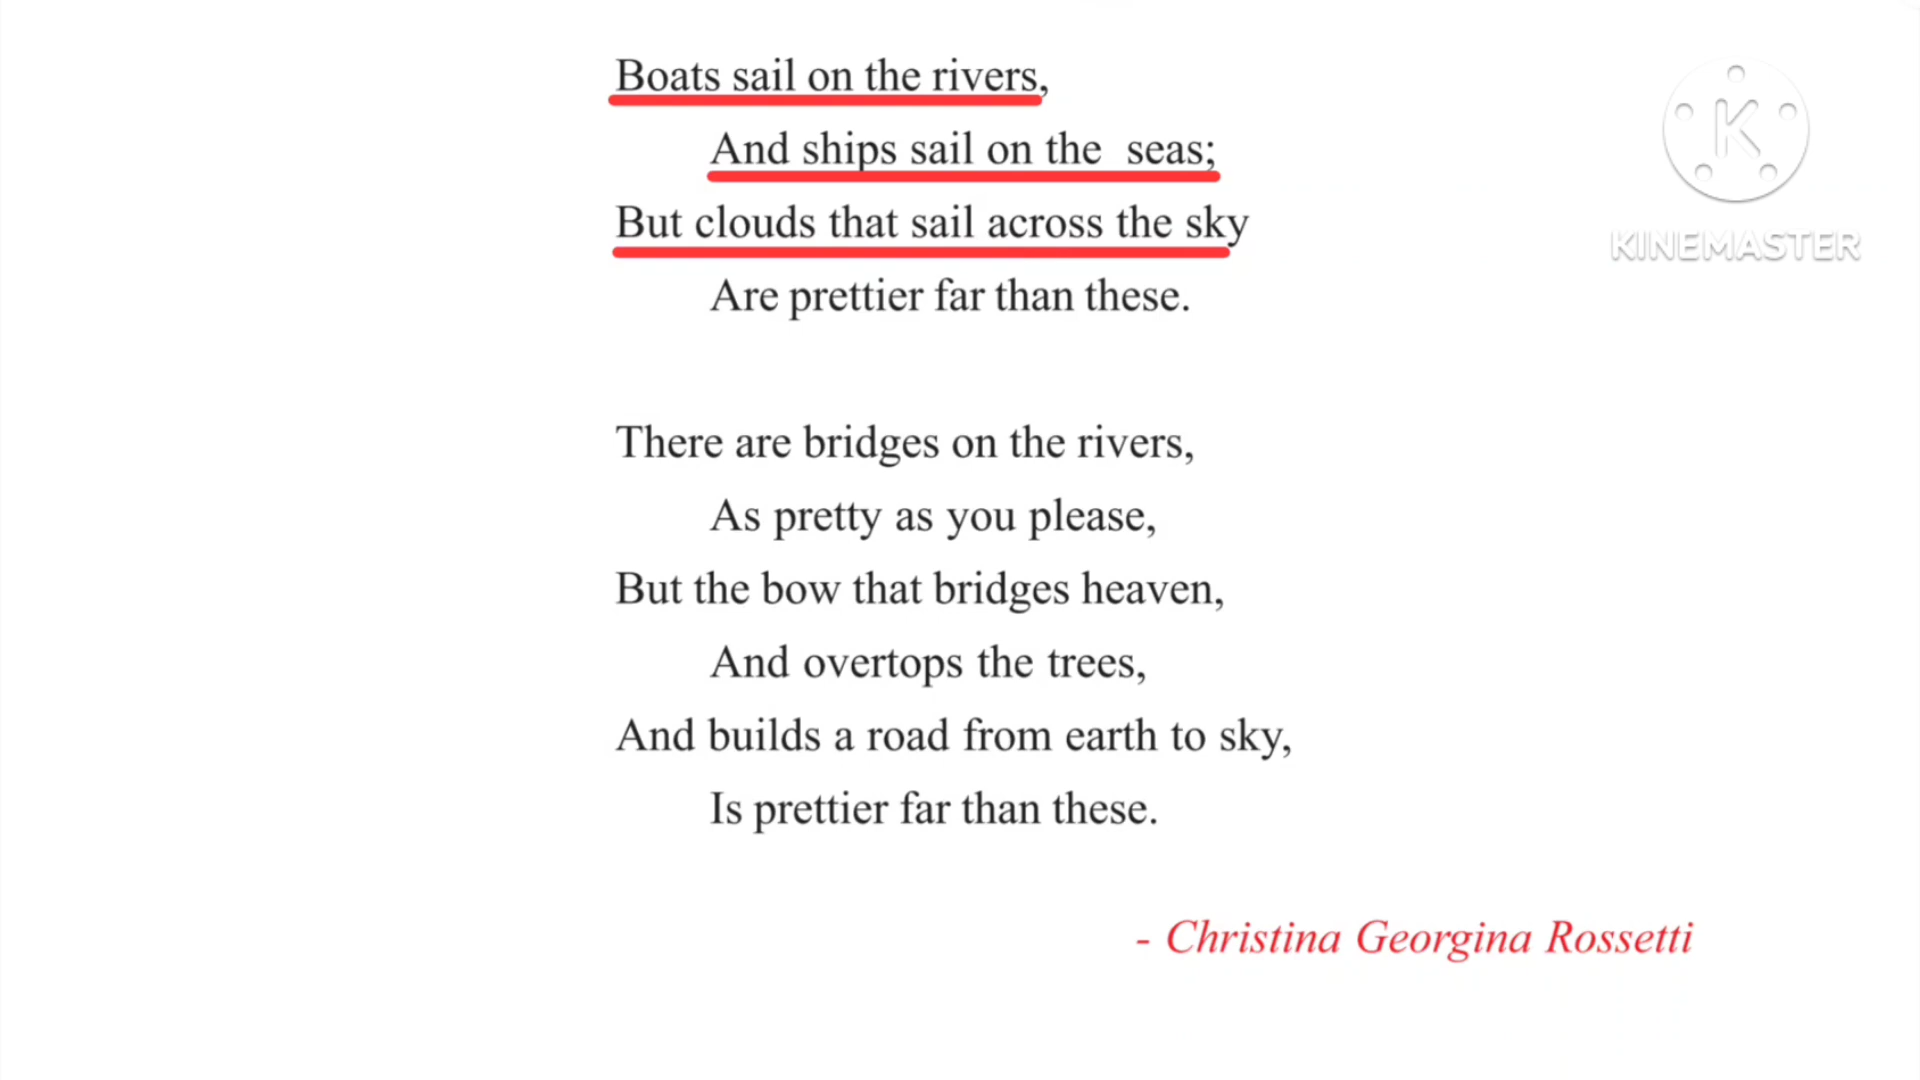 Boats sail on the rivers,
And ships sail on the seas;
But clouds that sail across the sky
Are prettier far than these.
There are bridges on the rivers,
As pretty as you please,
But the bow that bridges heaven,
And overtops the trees,
And builds a road from earth to sky,
Is prettier far than these.
- Christina Georgina Rossetti
K
KINEMASTER